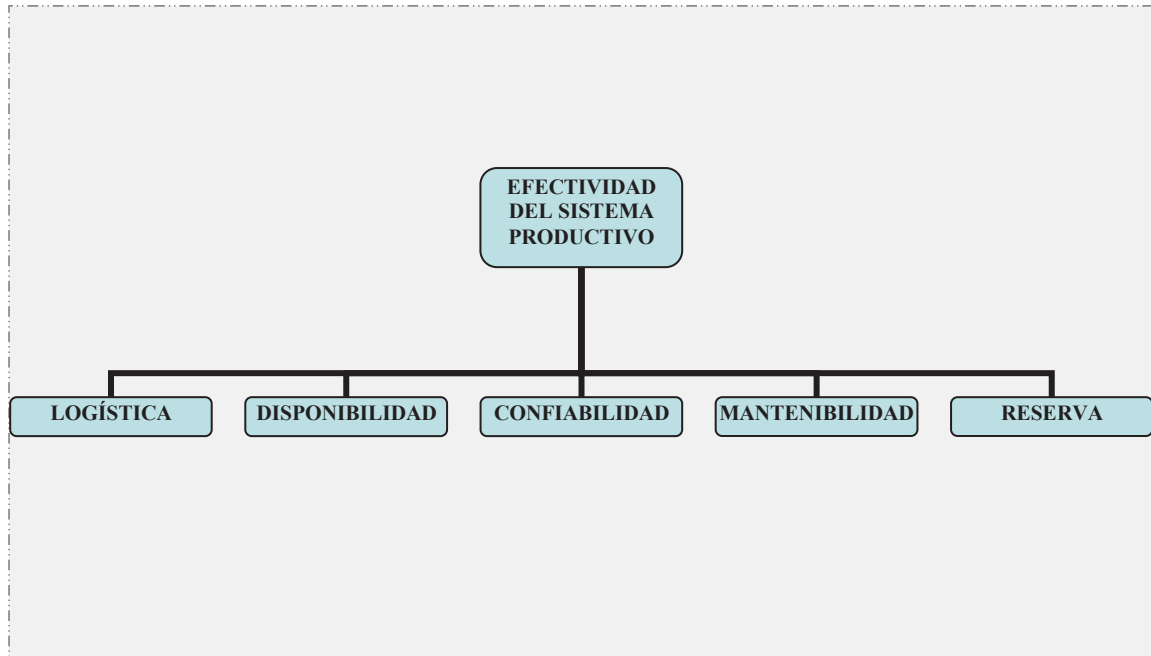 EFECTIVIDAD
DEL SISTEMA
PRODUCTIVO
LOGÍSTICA
DISPONIBILIDAD
CONFIABILIDAD
MANTENIBILIDAD
RESERVA